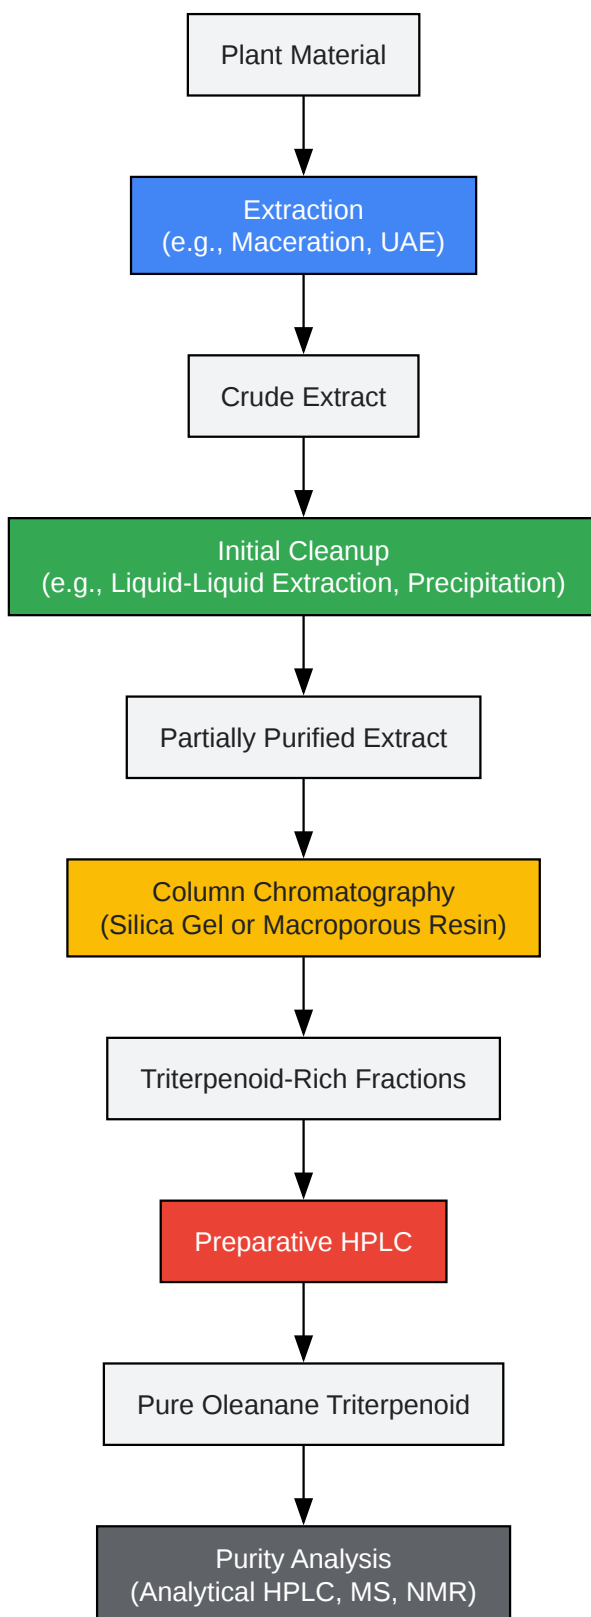 Plant Material
Extraction
(e.g., Maceration, UAE)
Crude Extract
Initial Cleanup
(e.g., Liquid-Liquid Extraction, Precipitation)
Partially Purified Extract
Column Chromatography
(Silica Gel or Macroporous Resin)
Triterpenoid-Rich Fractions
Preparative HPLC
Pure Oleanane Triterpenoid
Purity Analysis
(Analytical HPLC, MS, NMR)